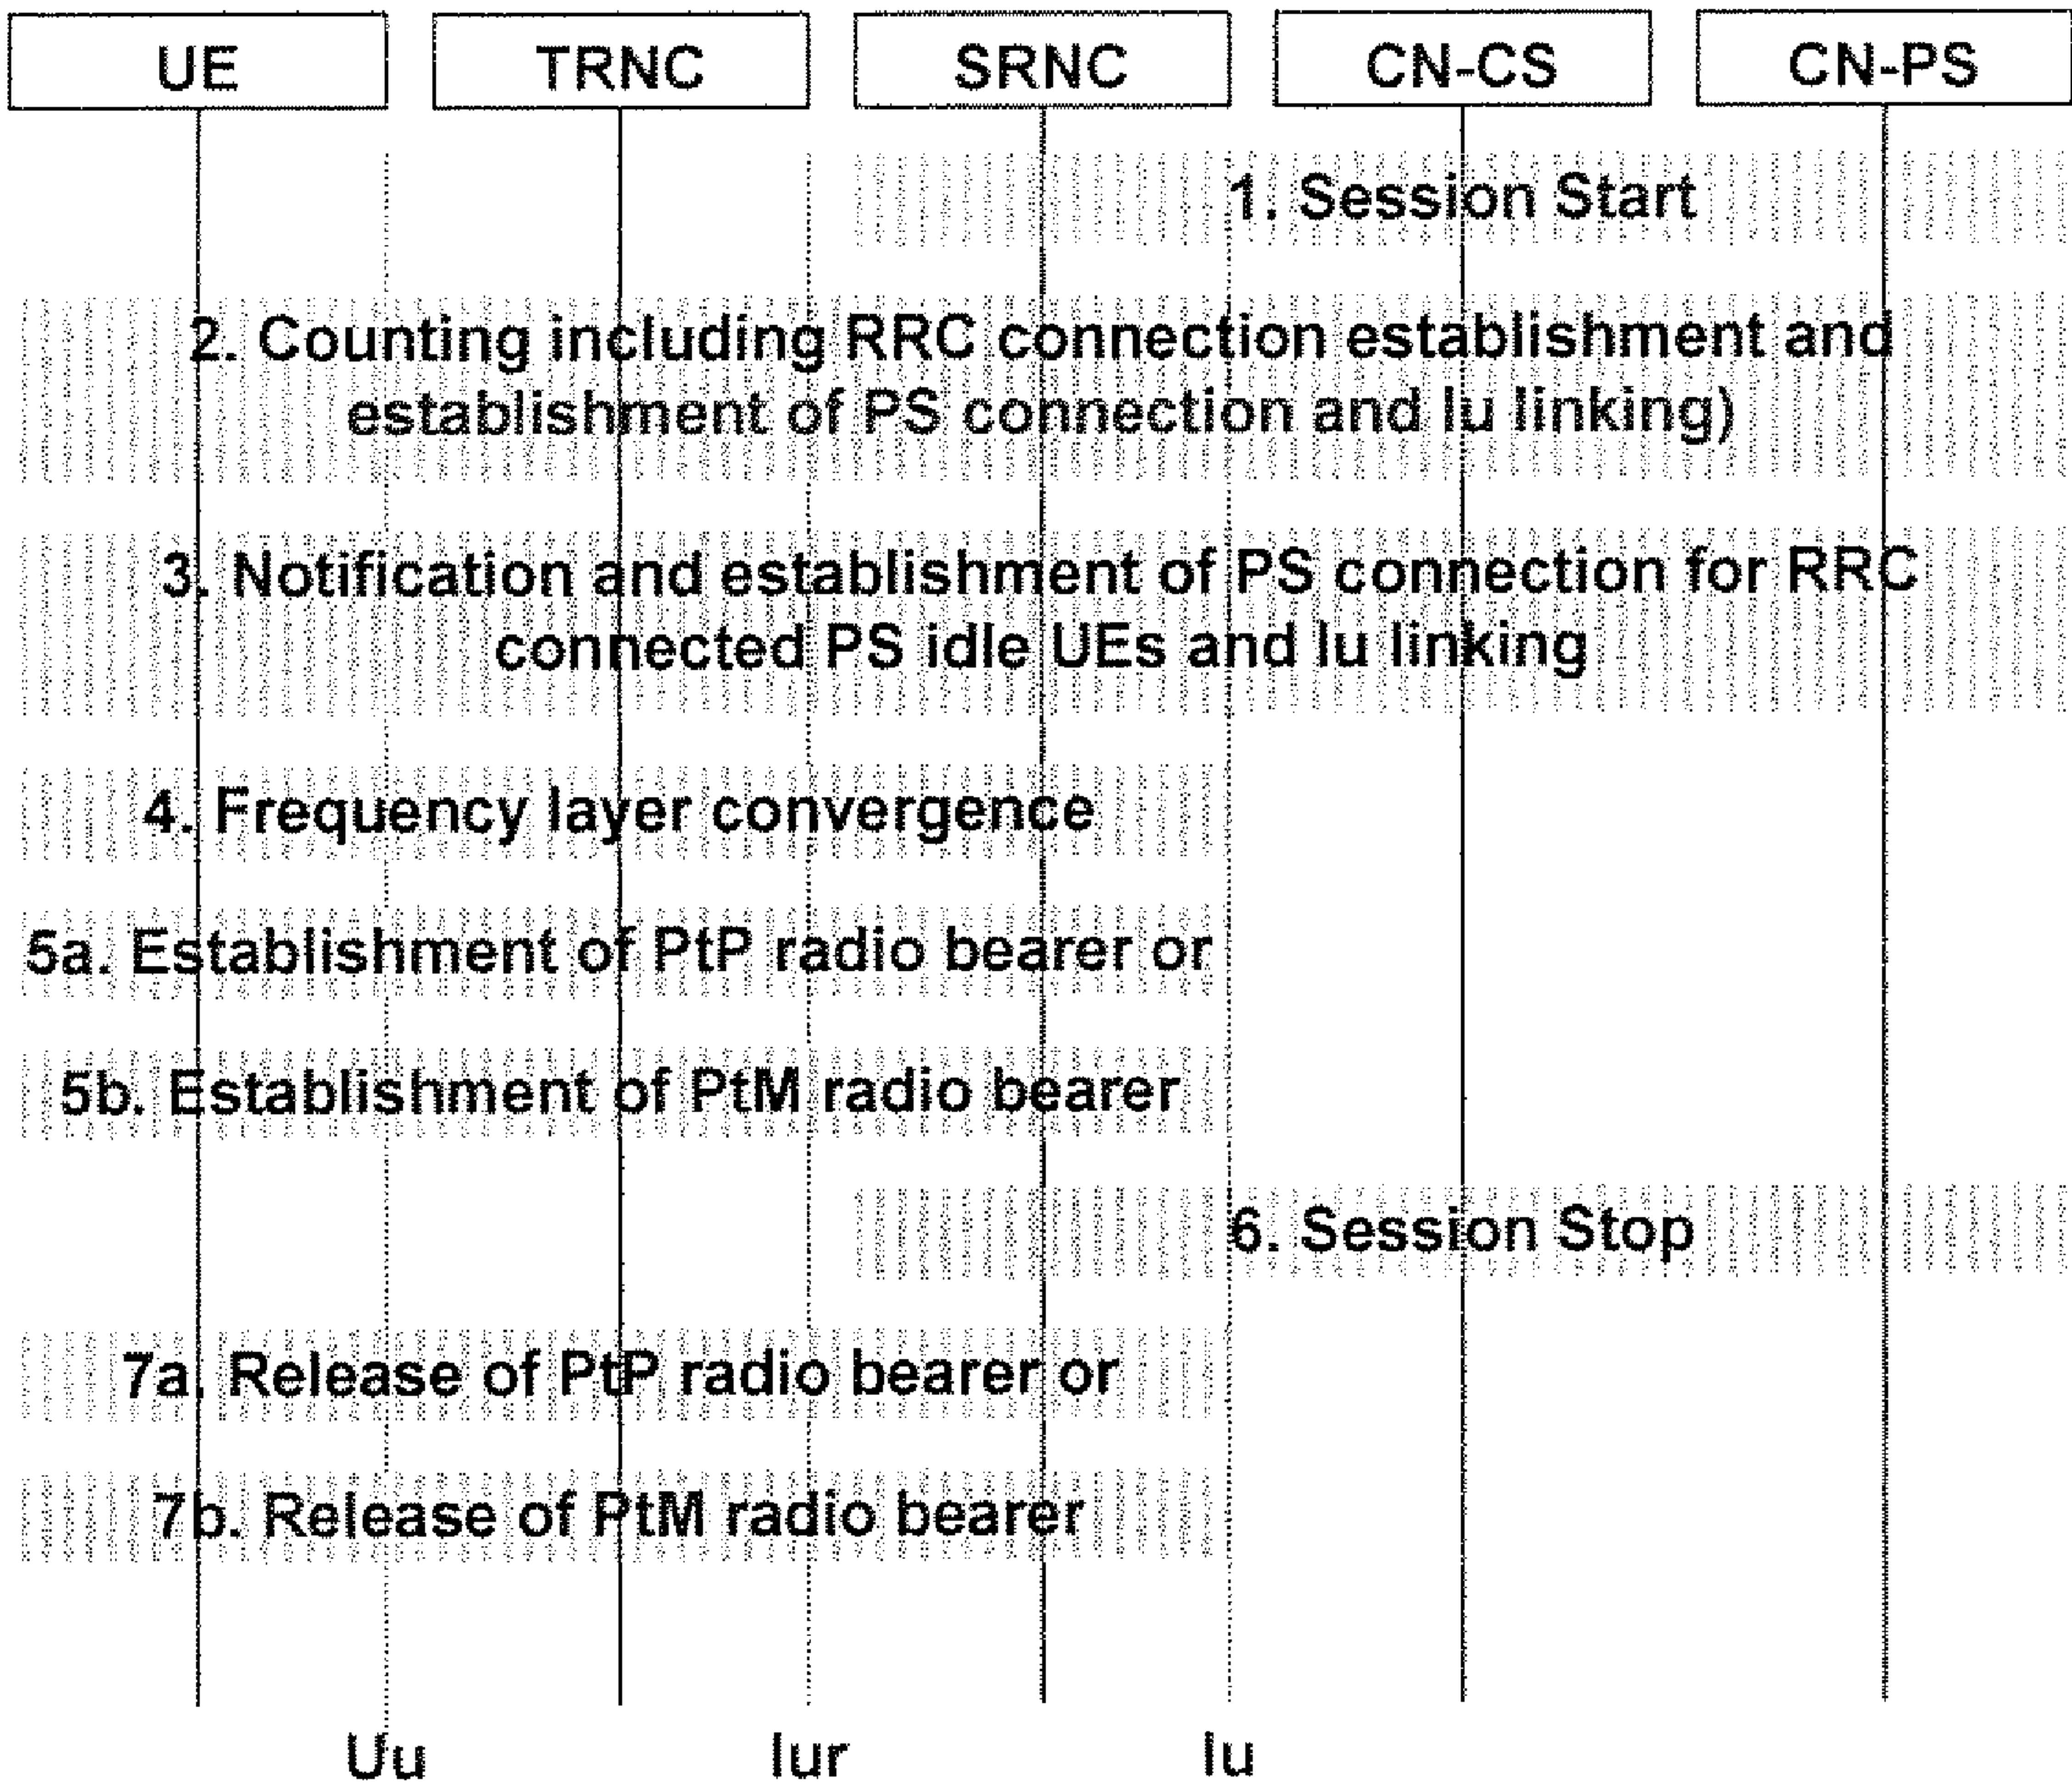 UE TRNC SRNC CN-CS CN-PS
1. Session Start
2. Counting including RRC connection establishment and
establishment of PS connection and Iu linking)
3. Notification and establishment of PS connection for RRC
connected PS idle UEs and Iu linking
4. Frequency layer convergence
5a. Establishment of PtP radio bearer or
5b. Establishment of PtM radio bearer
6. Session Stop
7a. Release of PtP radio bearer or
7b. Release of PtM radio bearer
Uu Iur Iu